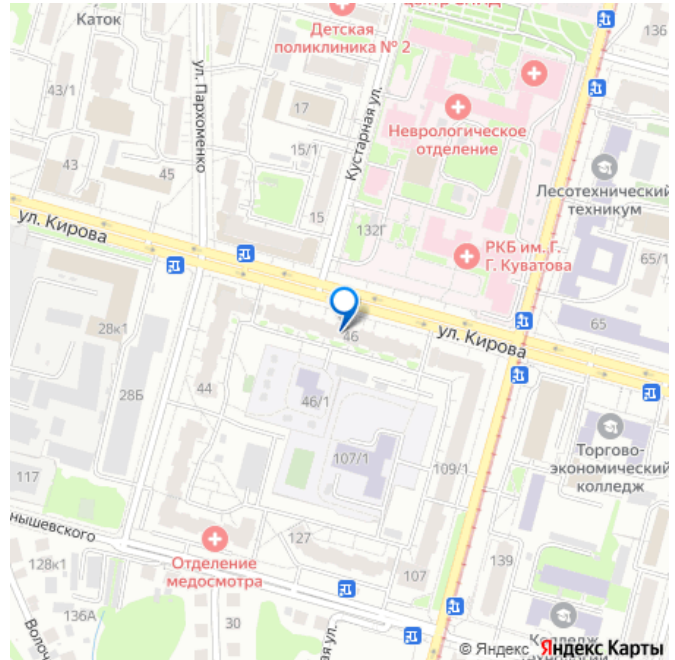 Каток
Детская
поликлиника № 2
136
43/1
ул. Пархоменко
17
Кустарная ул.
Неврологическое
отделение
15/1
43
45
Лесотехнический
техникум
15
132Г
ул. Кирова
РКБ им. Г.
Г. Куватова
65/1
28к1
46
ул. Кирова
65
44
46/1
28Б
Торгово-
экономический
колледж
107/1
109/1
117
нышевского
127
Отделение
медосмотра
128к1
107
139
136А
30
Волоч
ул.
© Яндекс Яндекс Карты